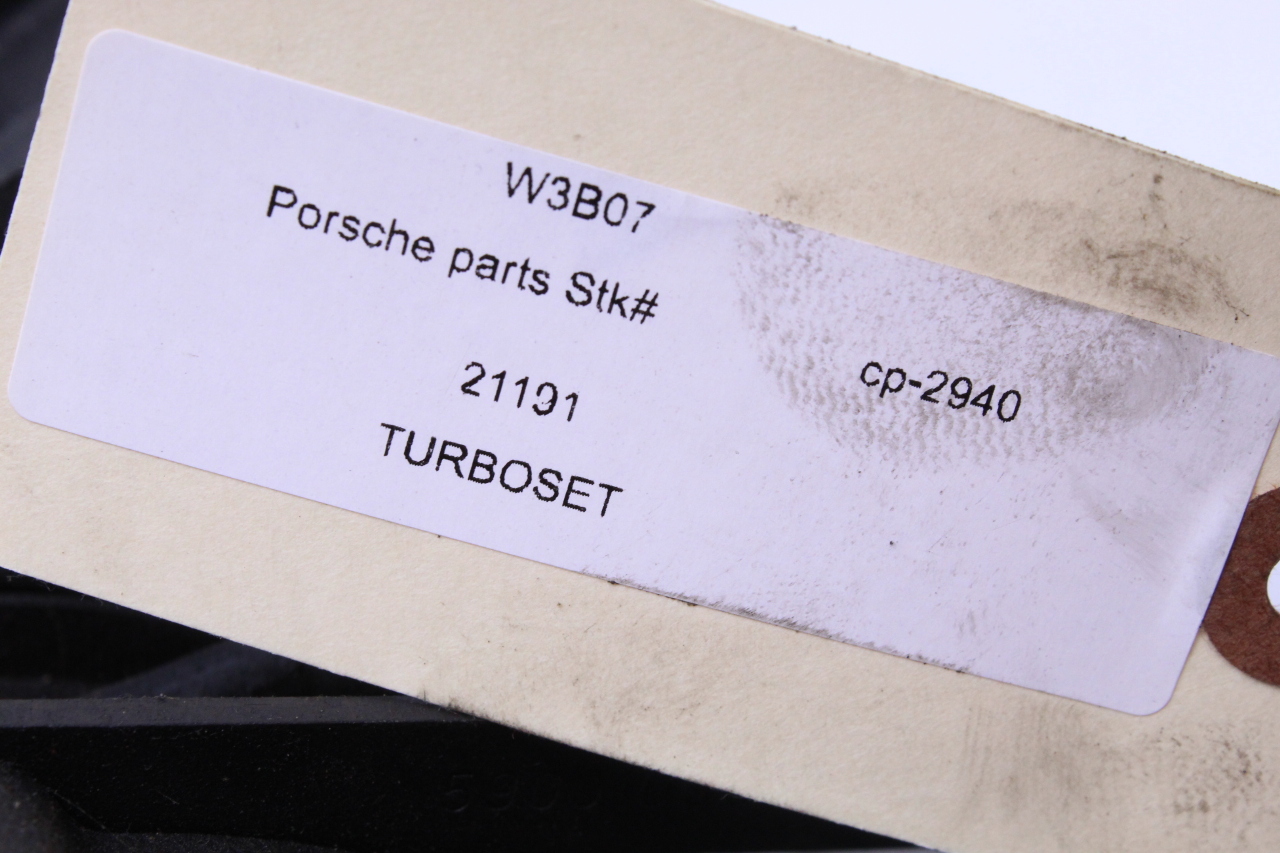 W3B07
Porsche parts Stk#
21191 cp-2940
TURBOSET